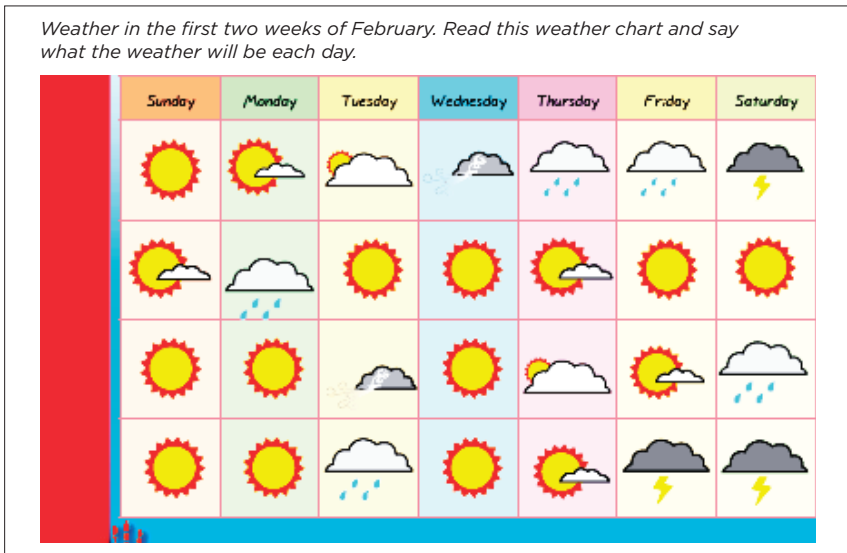 Weather in the first two weeks of February. Read this weather chart and say
what the weather will be each day.
Sunday Monday Tuesday Wednesday Thursday Friday Saturday